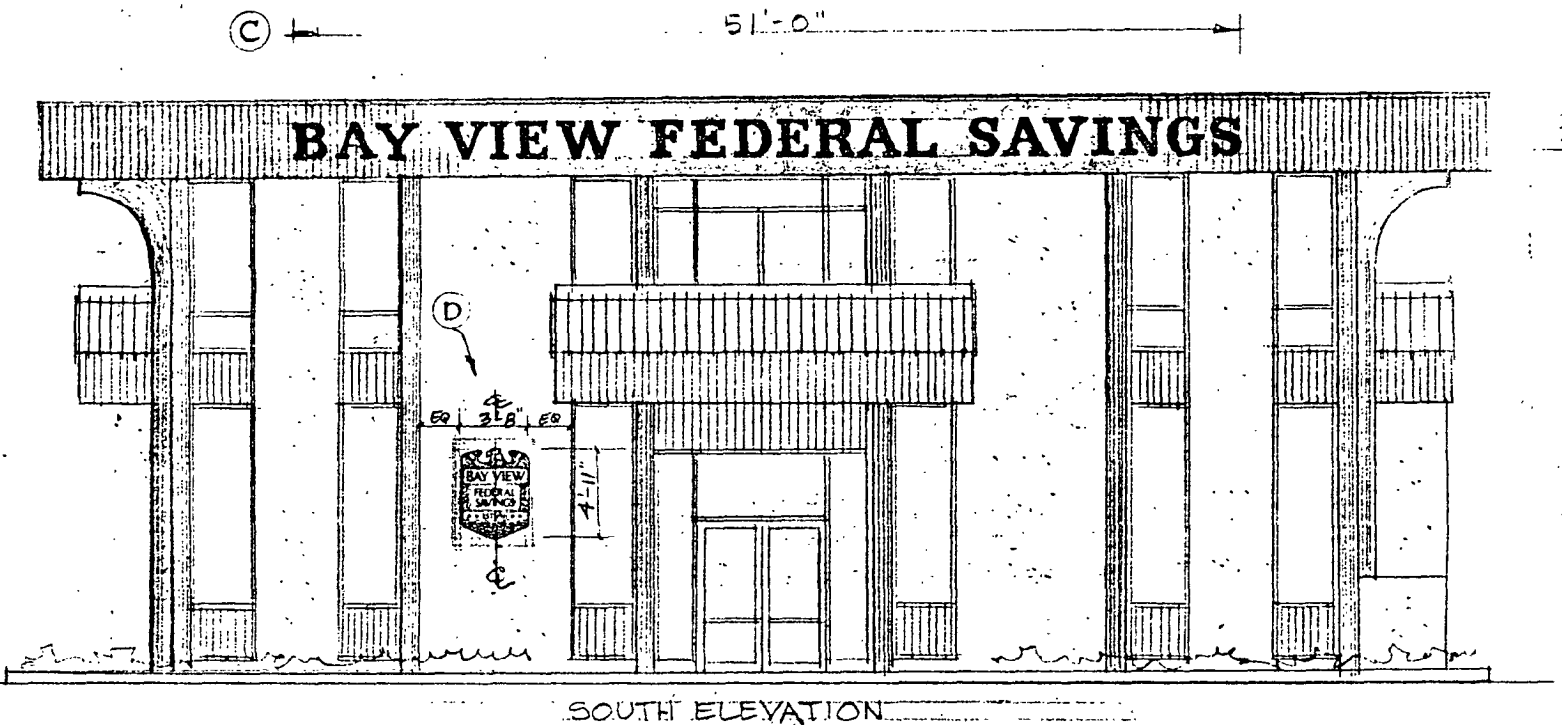 C 51'-0"
BAY VIEW FEDERAL SAVINGS
D
℄
EQ 3'-8" EQ
BAY VIEW
FEDERAL
SAVINGS
4'-11"
℄
SOUTH ELEVATION